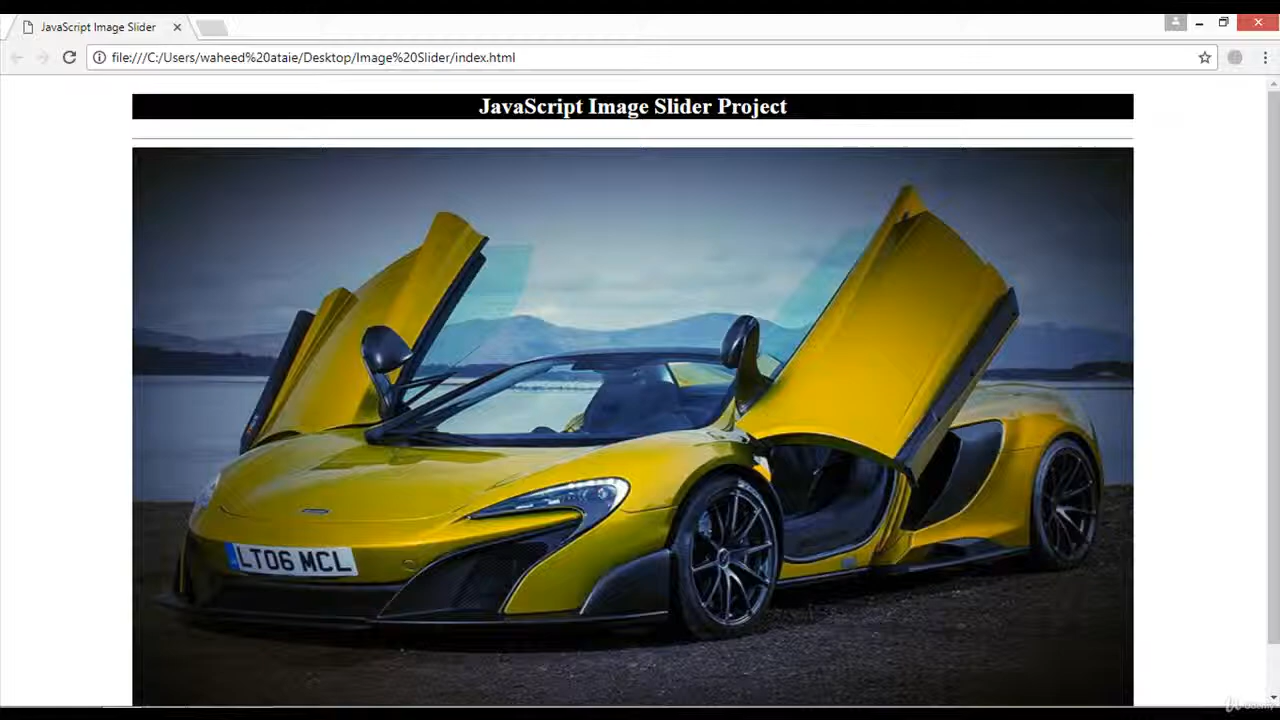 JavaScript Image Slider
file:///C:/Users/waheed%20ataie/Desktop/Image%20Slider/index.html
JavaScript Image Slider Project
LT06 MCL